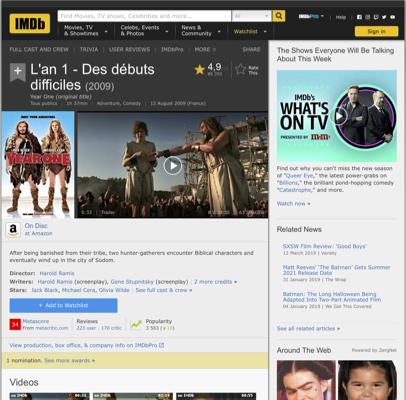 IMDb
Find Movies, TV shows, Celebrities and more...
All
IMDbPro
Help
Movies, TV & Showtimes
Celebs, Events & Photos
News & Community
Watchlist
Sign in
FULL CAST AND CREW | TRIVIA | USER REVIEWS | IMDbPro | MORE
SHARE
L'an 1 - Des débuts difficiles (2009)
Year One (original title)
Tous publics | 1h 37min | Adventure, Comedy | 12 August 2009 (France)
4,9
Rate This
MEET YOUR ANCESTORS
YEAR ONE
0:33 | Trailer
On Disc
at Amazon
After being banished from their tribe, two hunter-gatherers encounter Biblical characters and eventually wind up in the city of Sodom.
Director: Harold Ramis
Writers: Harold Ramis (screenplay), Gene Stupnitsky (screenplay) | 2 more credits »
Stars: Jack Black, Michael Cera, Olivia Wilde | See full cast & crew »
+ Add to Watchlist
34
Metascore
From metacritic.com
Reviews
223 user | 170 critic
Popularity
3 563
View production, box office, & company info on IMDbPro
1 nomination. See more awards »
Videos
The Shows Everyone Will Be Talking About This Week
IMDb's
WHAT'S
ON TV
PRESENTED BY
Find out why you can't miss the new season of "Queer Eye," the latest power-grabs on "Billions," the brilliant pond-hopping comedy "Catastrophe," and more.
Watch now »
Related News
SXSW Film Review: 'Good Boys'
12 March 2019 | Variety
Matt Reeves' 'The Batman' Gets Summer 2021 Release Date
31 January 2019 | The Wrap
Batman: The Long Halloween Being Adapted Into Two-Part Animated Film
04 January 2019 | We Got This Covered
See all related articles »
Around The Web
Powered by ZergNet